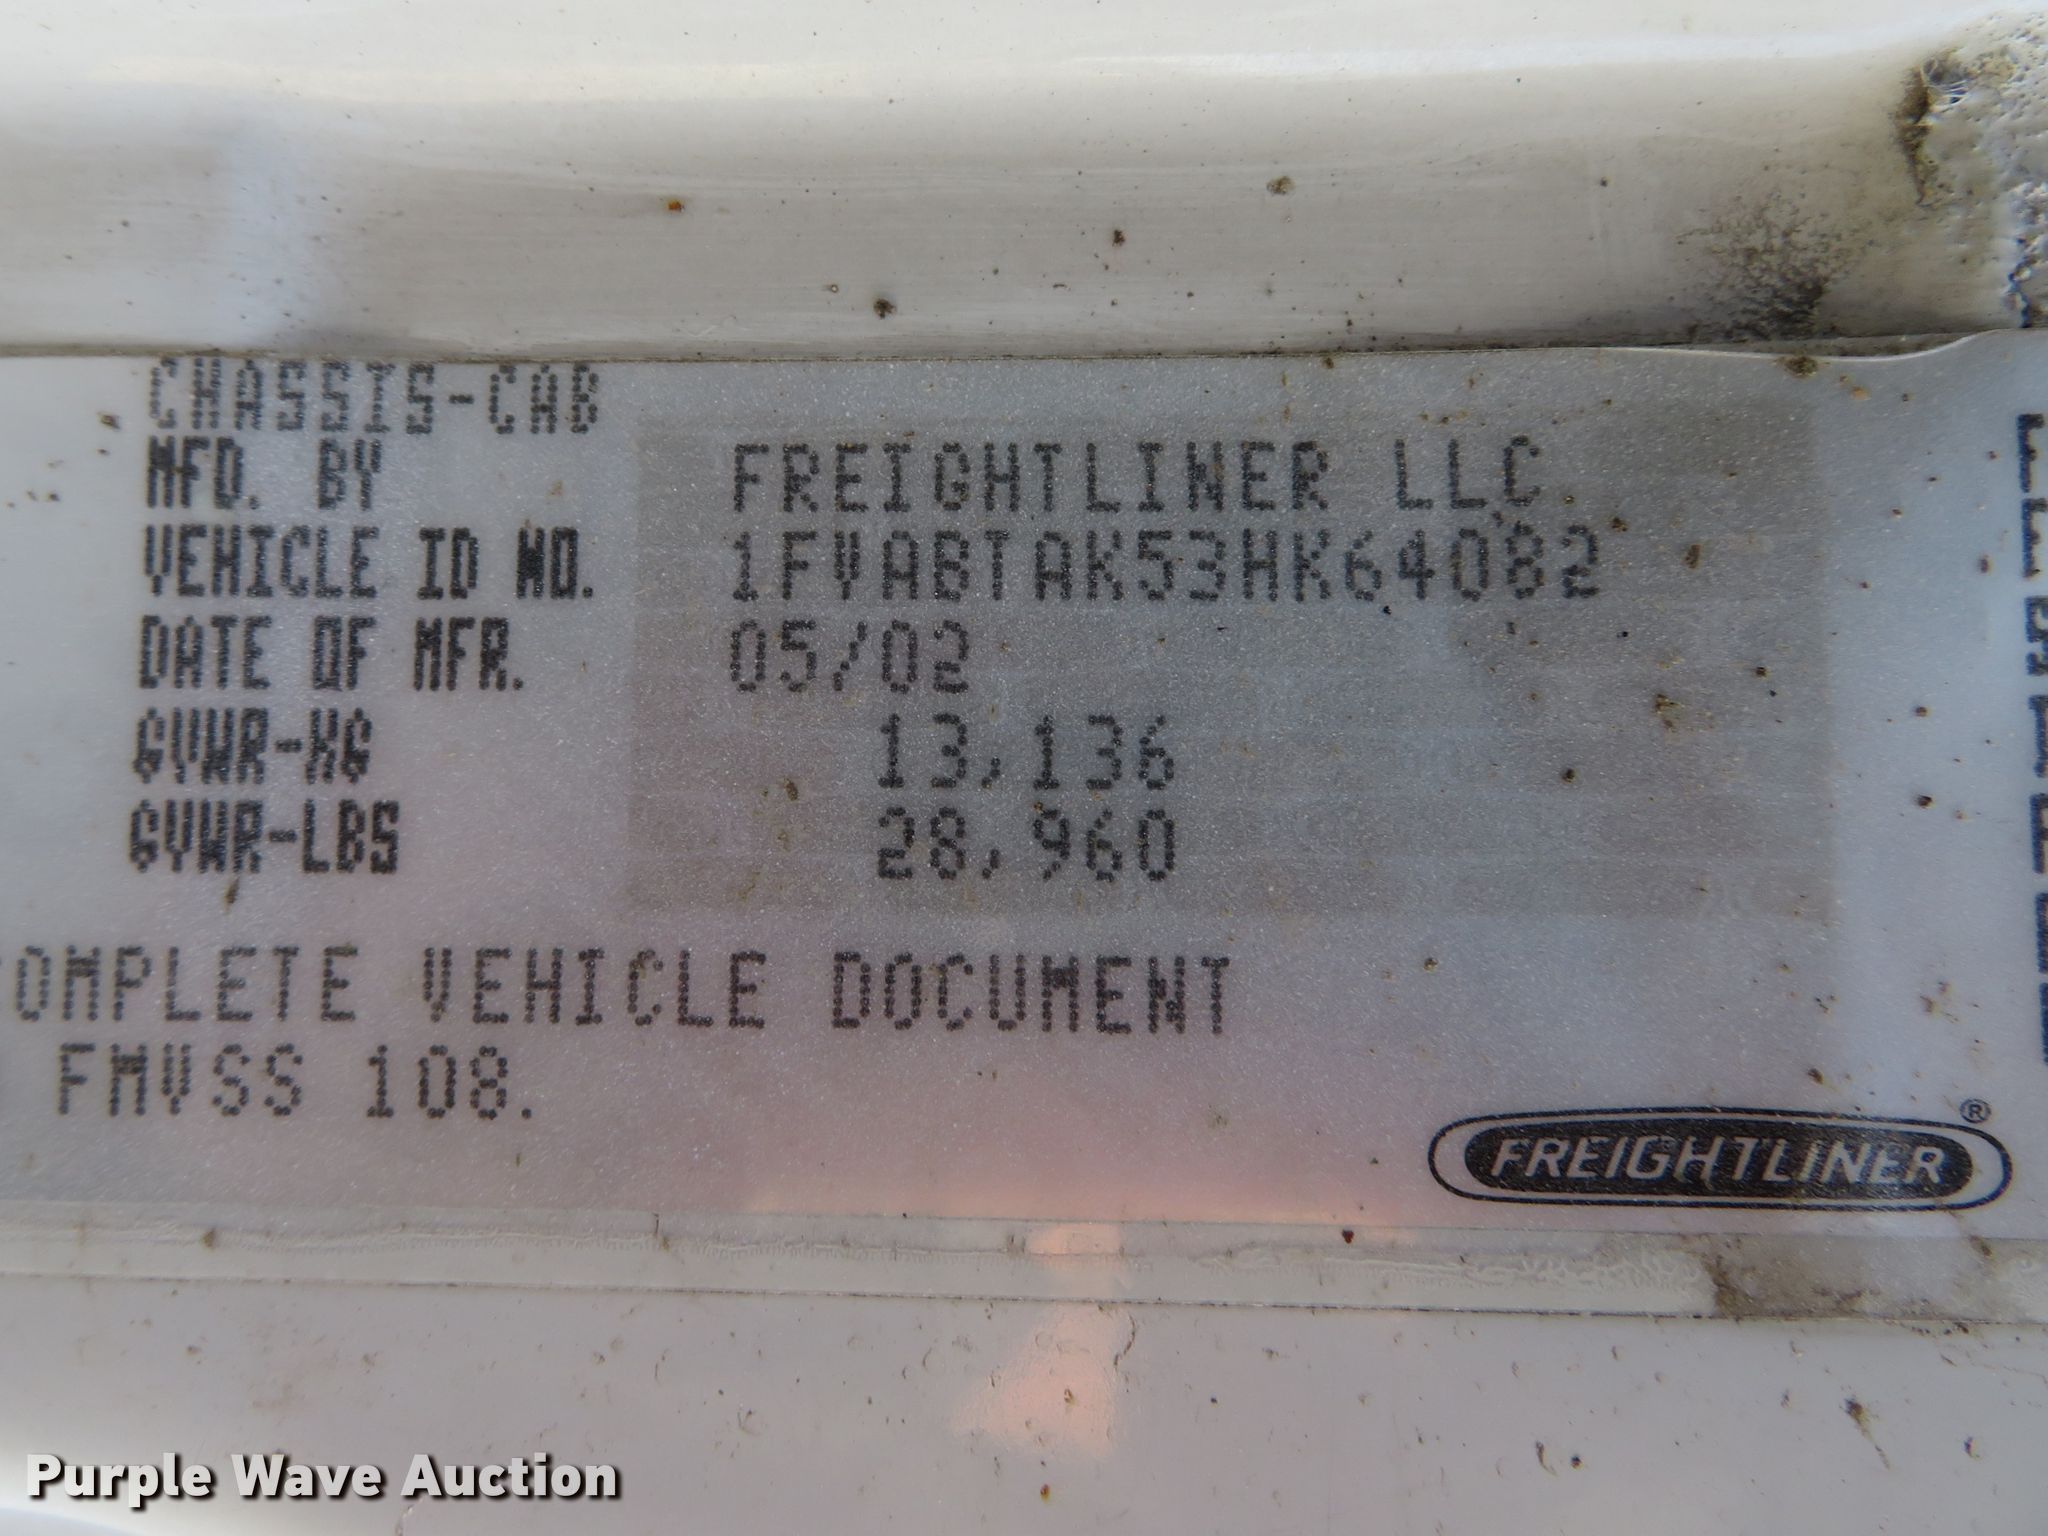 CHASSIS-CAB
MFD. BY FREIGHTLINER LLC
VEHICLE ID NO. 1FVABTAK53HK64082
DATE OF MFR. 05/02
GVWR-KG 13,136
GVWR-LBS 28,960
OMPLETE VEHICLE DOCUMENT
FMVSS 108.
FREIGHTLINER®
Purple Wave Auction